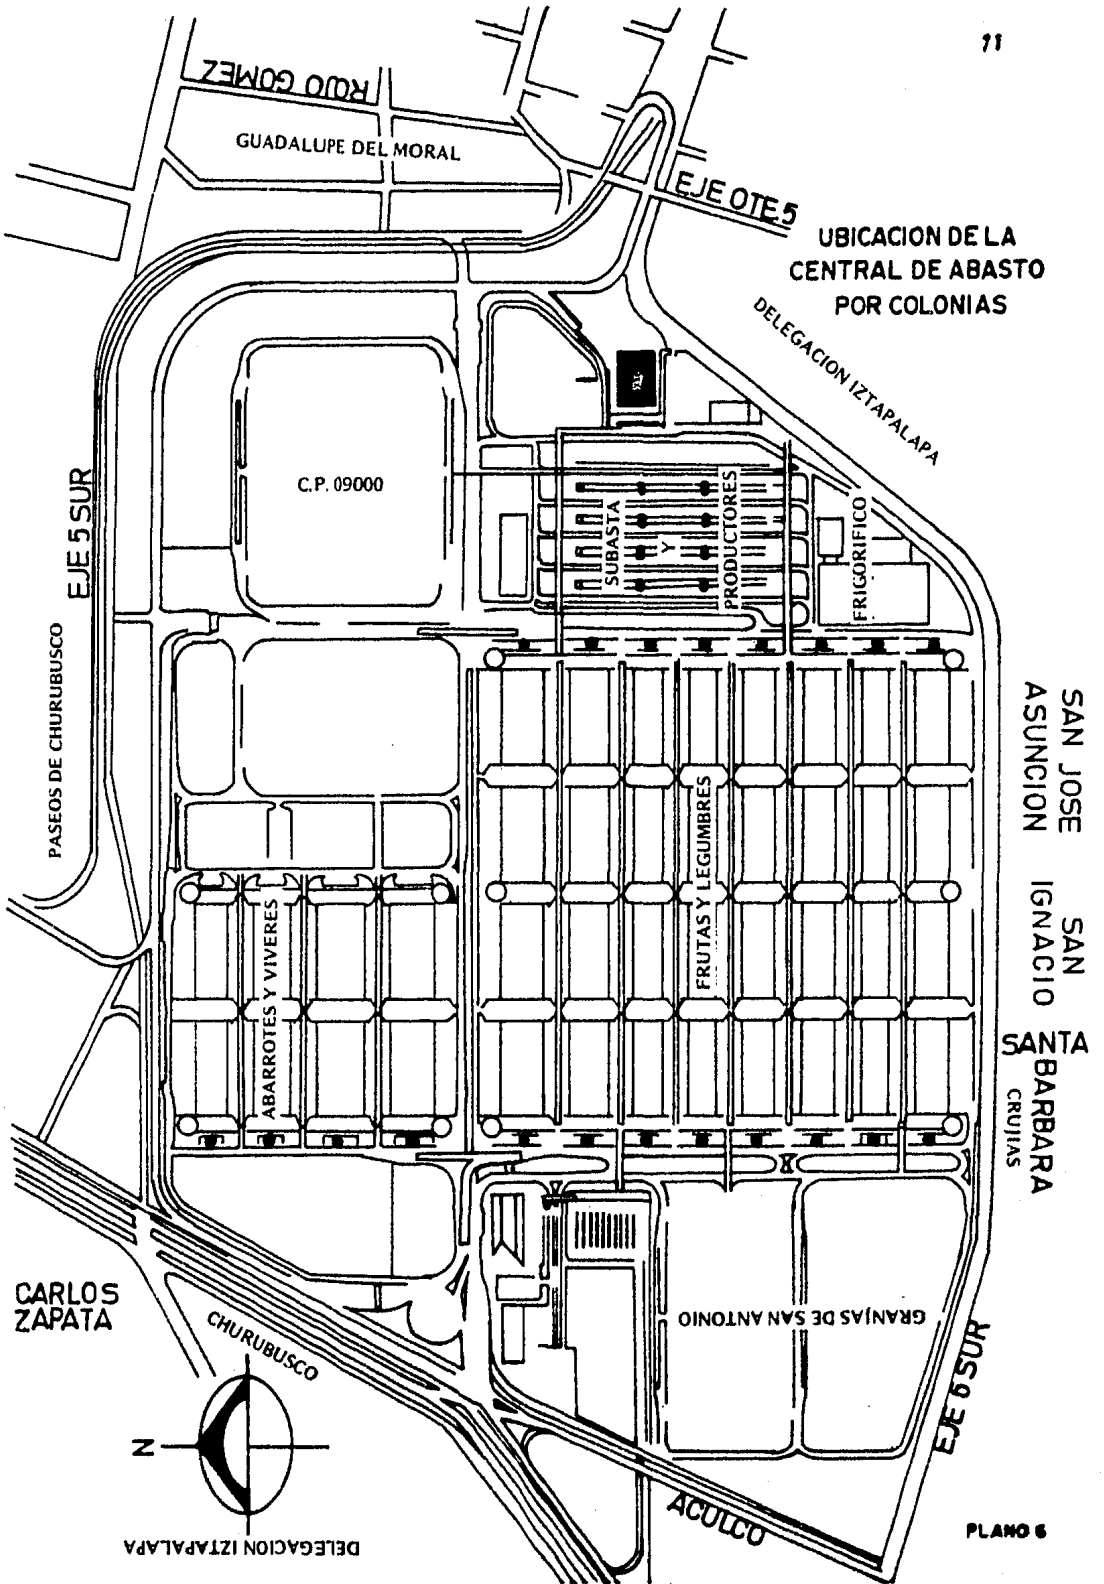 11
ROJO GOMEZ
GUADALUPE DEL MORAL
EJE OTE 5
UBICACION DE LA
CENTRAL DE ABASTO
POR COLONIAS
DELEGACION IZTAPALAPA
EJE 5 SUR
C.P. 09000
SUBASTA
Y
PRODUCTORES
FRIGORIFICO
PASEOS DE CHURUBUSCO
SAN JOSE
ASUNCION
FRUTAS Y LEGUMBRES
ABARROTES Y VIVERES
SAN
IGNACIO
SANTA
BARBARA
CRUJIAS
CARLOS
ZAPATA
CHURUBUSCO
GRANJAS DE SAN ANTONIO
EJE 6 SUR
N
ACULCO
DELEGACION IZTAPALAPA
PLANO 6